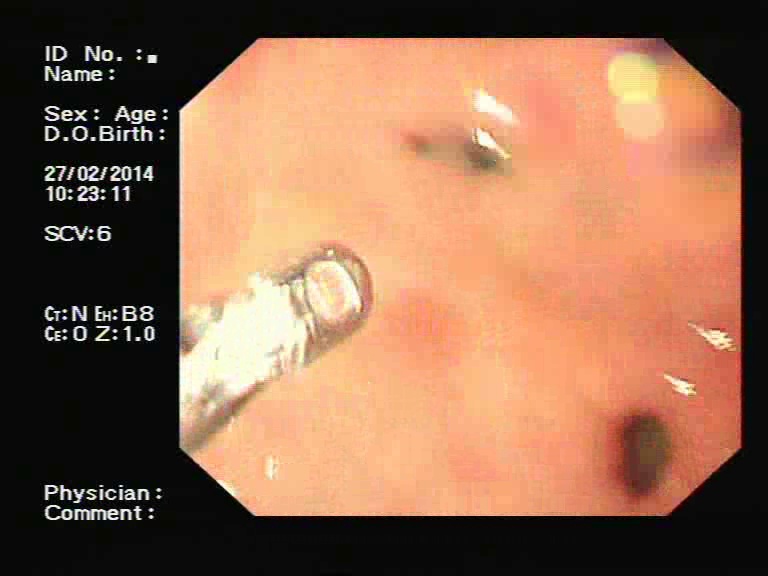 ID No. :
Name:
Sex: Age:
D.O.Birth:
27/02/2014
10:23:11
SCV:6
CT:N EH:B8
CE:0 Z:1.0
Physician:
Comment: